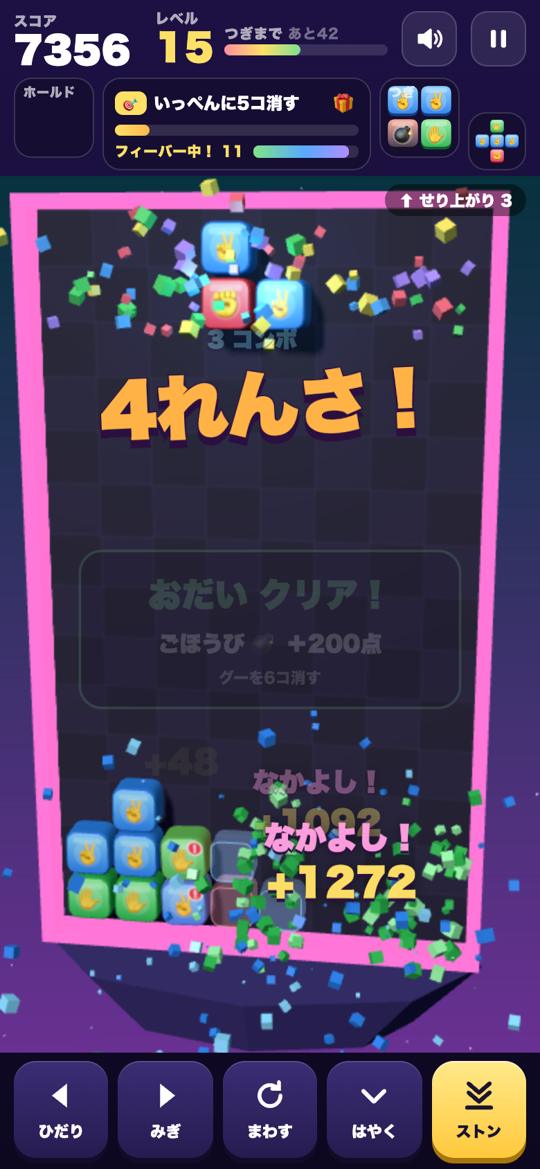 スコア
7356
レベル
15
つぎまで あと42
ホールド
いっぺんに5コ消す
フィーバー中！ 11
つぎ
↑ せり上がり 3
3 コンボ
4れんさ！
おだい クリア！
ごほうび +200点
グーを6コ消す
+48
なかよし！
+1092
なかよし！
+1272
ひだり
みぎ
まわす
はやく
ストン